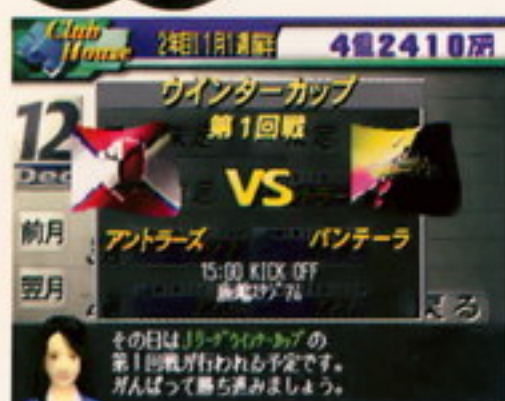 Club House
2年目11月1週
4億2410万円
ウインターカップ
第1回戦
12
Dec
VS
前月
アントラーズ
パンテーラ
15:00 KICK OFF
翌月
戻る
その日はJリーグウインターカップの
第1回戦が行われる予定です。
がんばって勝ち進みましょう。